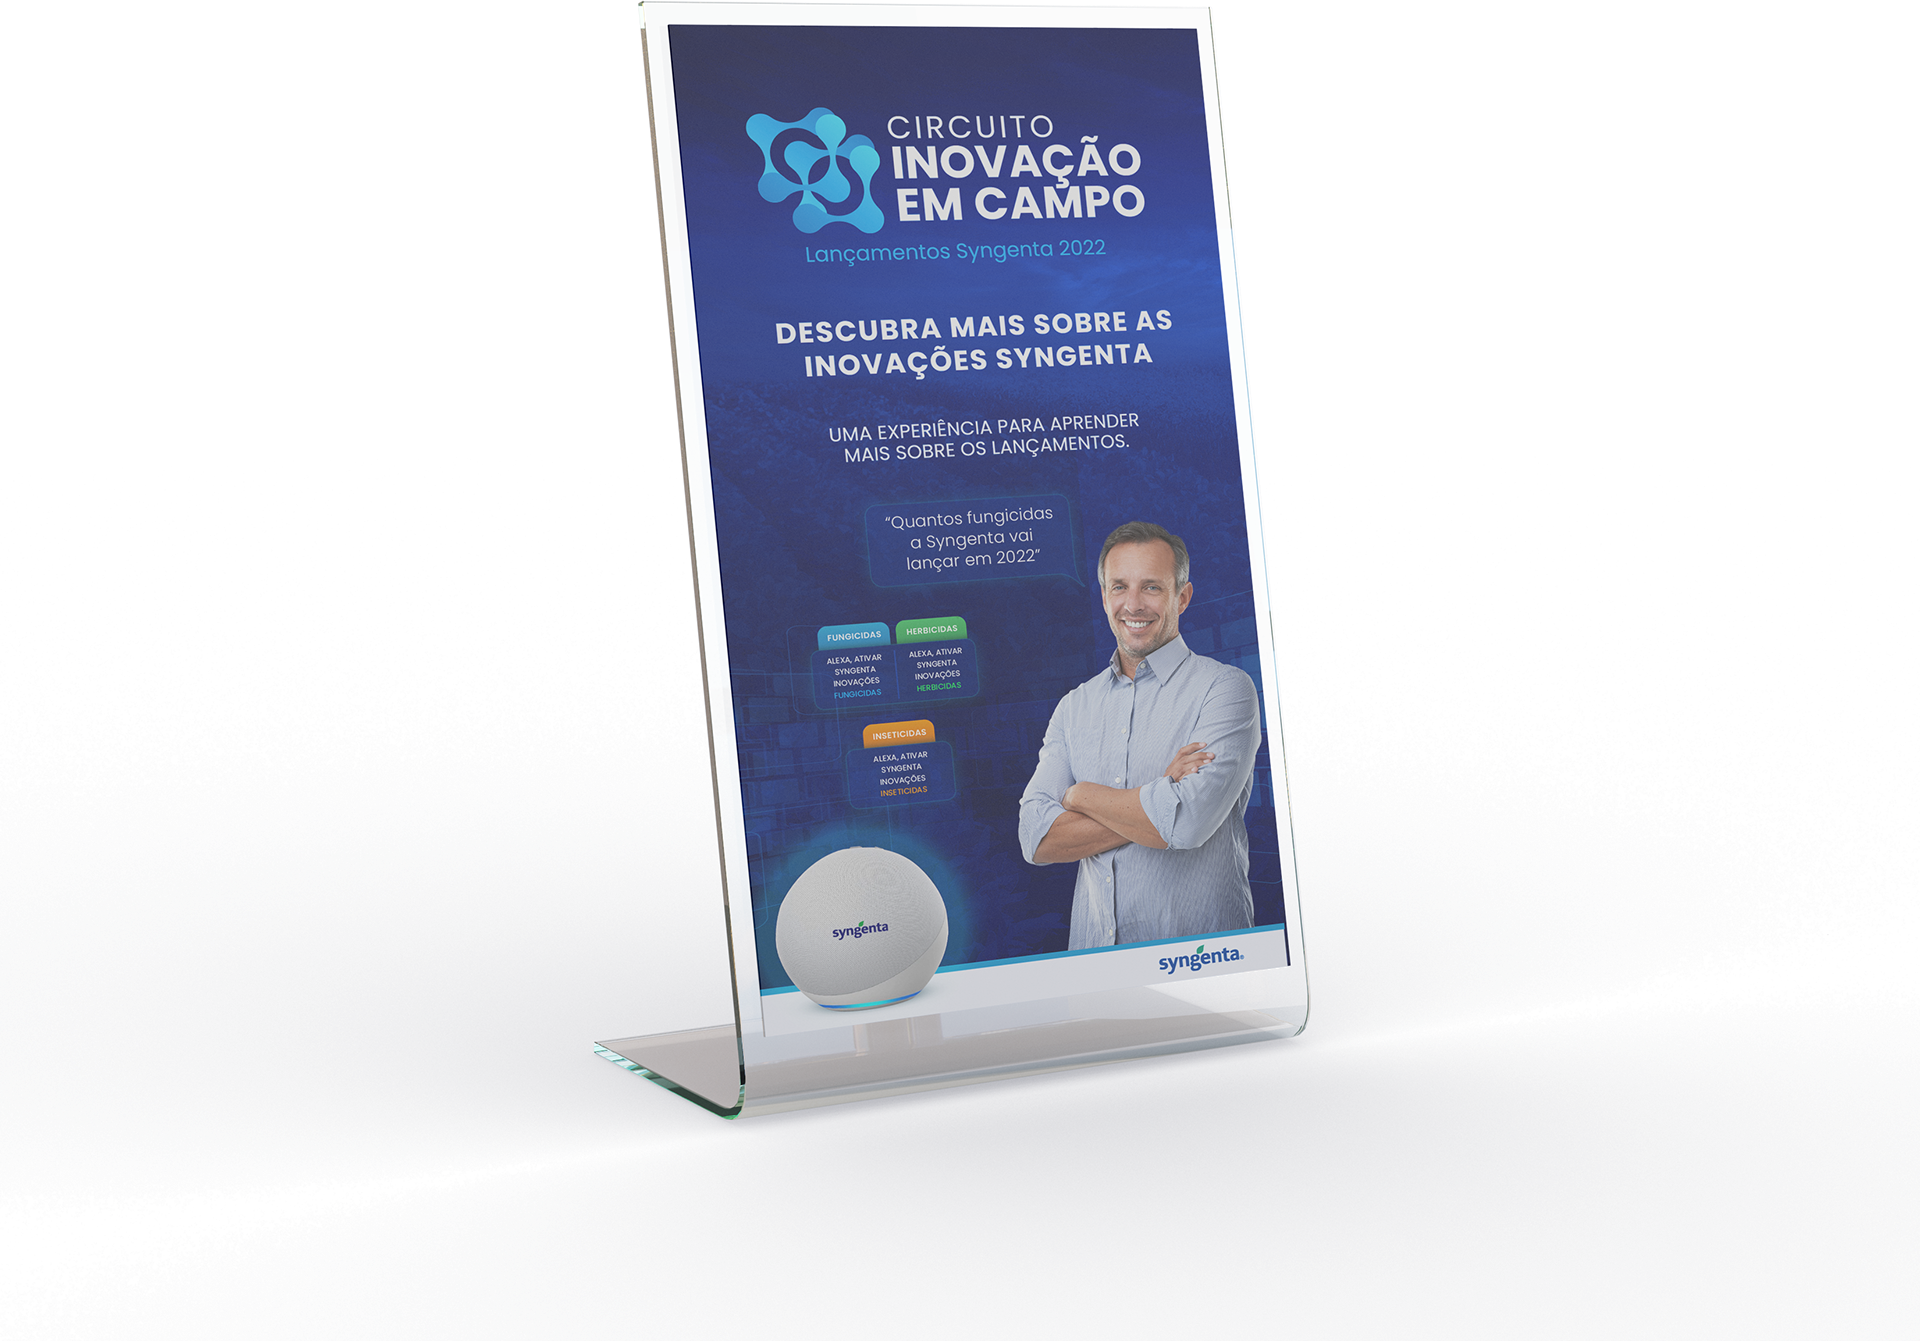 CIRCUITO
INOVAÇÃO
EM CAMPO
Lançamentos Syngenta 2022
DESCUBRA MAIS SOBRE AS
INOVAÇÕES SYNGENTA
UMA EXPERIÊNCIA PARA APRENDER
MAIS SOBRE OS LANÇAMENTOS.
“Quantos fungicidas
a Syngenta vai
lançar em 2022”
FUNGICIDAS
ALEXA, ATIVAR
SYNGENTA
INOVAÇÕES
FUNGICIDAS
HERBICIDAS
ALEXA, ATIVAR
SYNGENTA
INOVAÇÕES
HERBICIDAS
INSETICIDAS
ALEXA, ATIVAR
SYNGENTA
INOVAÇÕES
INSETICIDAS
syngenta
syngenta®